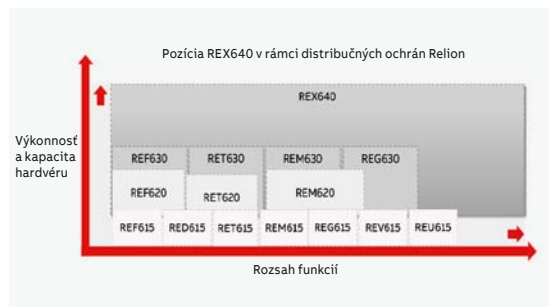 Pozícia REX640 v rámci distribučných ochrán Relion
REX640
Výkonnosť
a kapacita
hardvéru
REF630 RET630 REM630 REG630
REF620 RET620 REM620
REF615 RED615 RET615 REM615 REG615 REV615 REU615
Rozsah funkcií